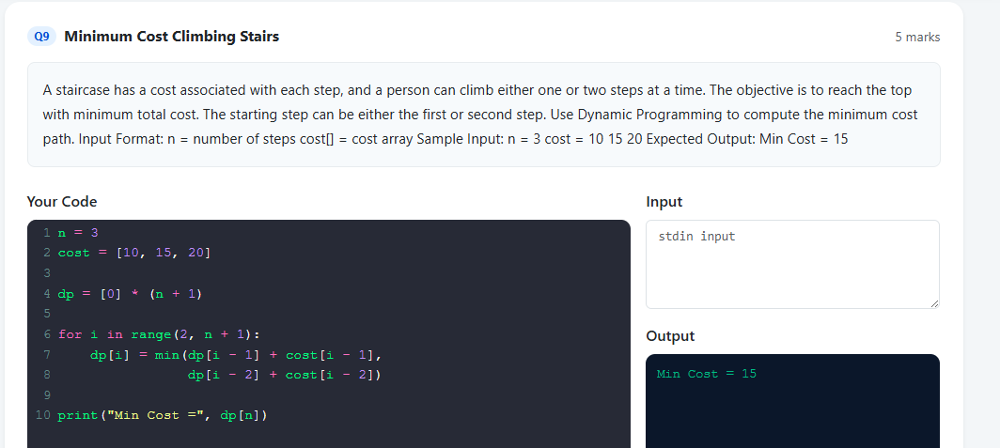 Q9 Minimum Cost Climbing Stairs 5 marks
A staircase has a cost associated with each step, and a person can climb either one or two steps at a time. The objective is to reach the top
with minimum total cost. The starting step can be either the first or second step. Use Dynamic Programming to compute the minimum cost
path. Input Format: n = number of steps cost[] = cost array Sample Input: n = 3 cost = 10 15 20 Expected Output: Min Cost = 15
Your Code
1 n = 3
2 cost = [10, 15, 20]
3
4 dp = [0] * (n + 1)
5
6 for i in range(2, n + 1):
7     dp[i] = min(dp[i - 1] + cost[i - 1],
8                 dp[i - 2] + cost[i - 2])
9
10 print("Min Cost =", dp[n])
Input
stdin input
Output
Min Cost = 15